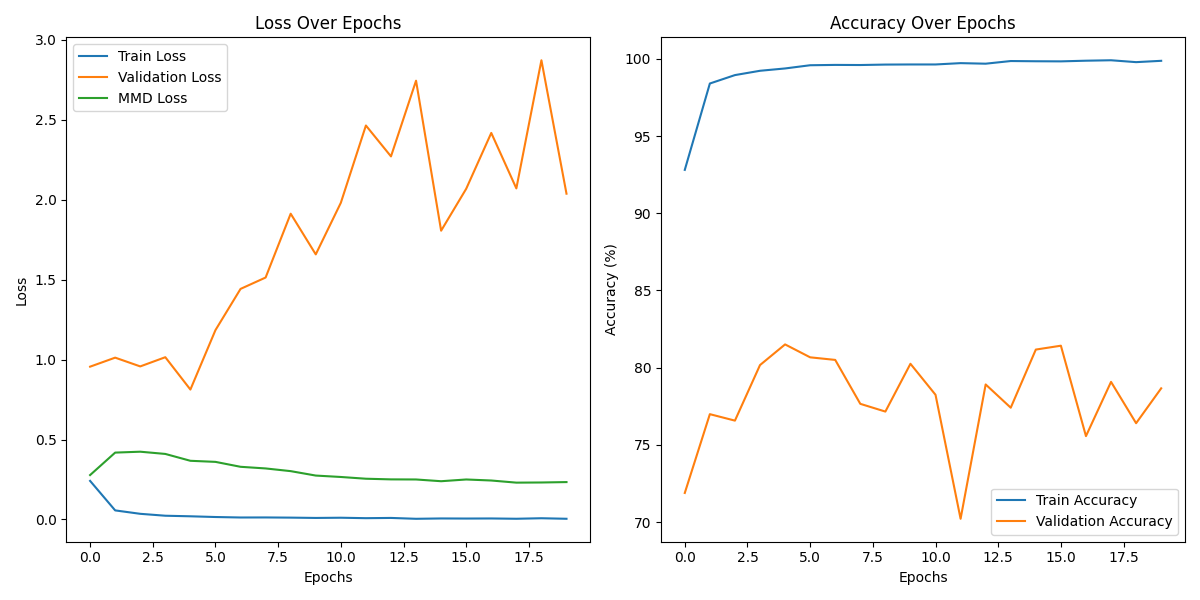 Loss Over Epochs
3.0
2.5
2.0
1.5
1.0
0.5
0.0
Loss
Train Loss
Validation Loss
MMD Loss
0.0 2.5 5.0 7.5 10.0 12.5 15.0 17.5
Epochs
Accuracy Over Epochs
100
95
90
85
80
75
70
Accuracy (%)
Train Accuracy
Validation Accuracy
0.0 2.5 5.0 7.5 10.0 12.5 15.0 17.5
Epochs